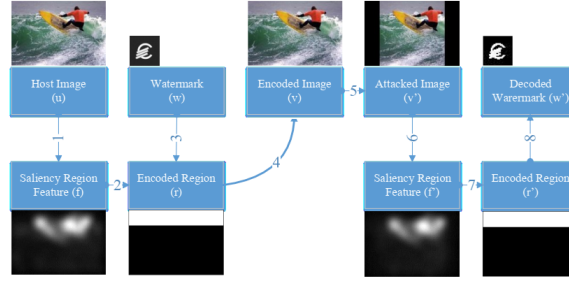 Host Image
(u)
Watermark
(w)
Encoded Image
(v)
5
Attacked Image
(v')
Decoded
Waremark (w')
1
3
4
6
8
Saliency Region
Feature (f)
2
Encoded Region
(r)
Saliency Region
Feature (f')
7
Encoded Region
(r')